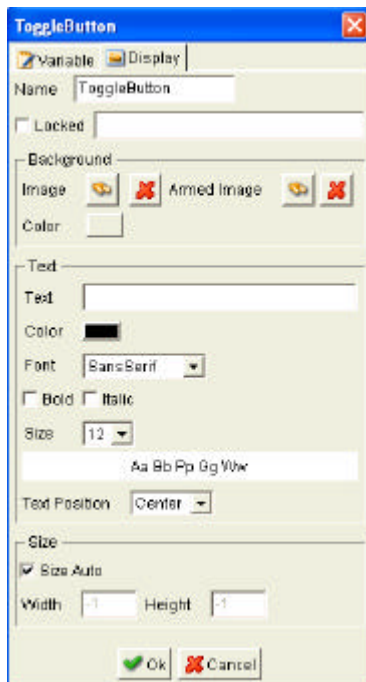 ToggleButton
Variable Display
Name ToggleButton
Locked
Background
Image Armed Image
Color
Text
Text
Color
Font SansSerif
Bold Italic
Size 12
Aa Bb Pp Qg Ww
Text Position Center
Size
Size Auto
Width -1 Height -1
Ok Cancel